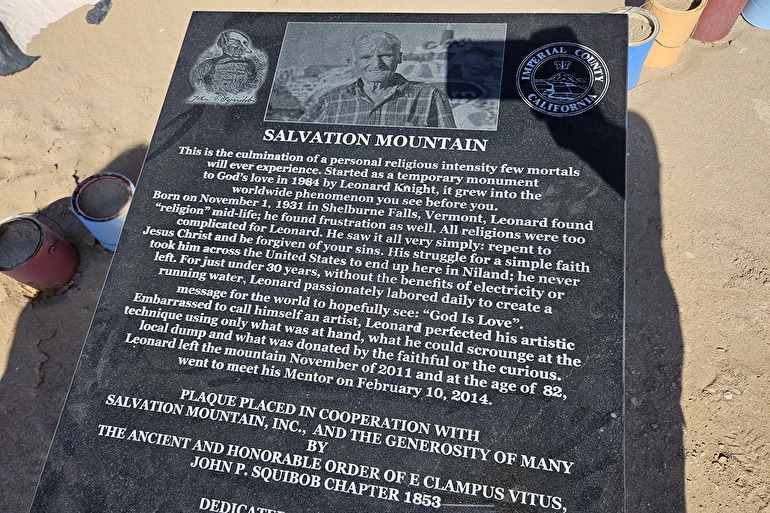 John P. Squibob
IMPERIAL COUNTY
CALIFORNIA
SALVATION MOUNTAIN
This is the culmination of a personal religious intensity few mortals
will ever experience. Started as a temporary monument
to God's love in 1984 by Leonard Knight, it grew into the
worldwide phenomenon you see before you.
Born on November 1, 1931 in Shelburne Falls, Vermont, Leonard found
"religion" mid-life; he found frustration as well. All religions were too
complicated for Leonard. He saw it all very simply: repent to
Jesus Christ and be forgiven of your sins. His struggle for a simple faith
took him across the United States to end up here in Niland; he never
left. For just under 30 years, without the benefits of electricity or
running water, Leonard passionately labored daily to create a
message for the world to hopefully see: "God Is Love".
Embarrassed to call himself an artist, Leonard perfected his artistic
technique using only what was at hand, what he could scrounge at the
local dump and what was donated by the faithful or the curious.
Leonard left the mountain November of 2011 and at the age of 82,
went to meet his Mentor on February 10, 2014.
PLAQUE PLACED IN COOPERATION WITH
SALVATION MOUNTAIN, INC., AND THE GENEROSITY OF MANY
BY
THE ANCIENT AND HONORABLE ORDER OF E CLAMPUS VITUS,
JOHN P. SQUIBOB CHAPTER 1853
DEDICATED